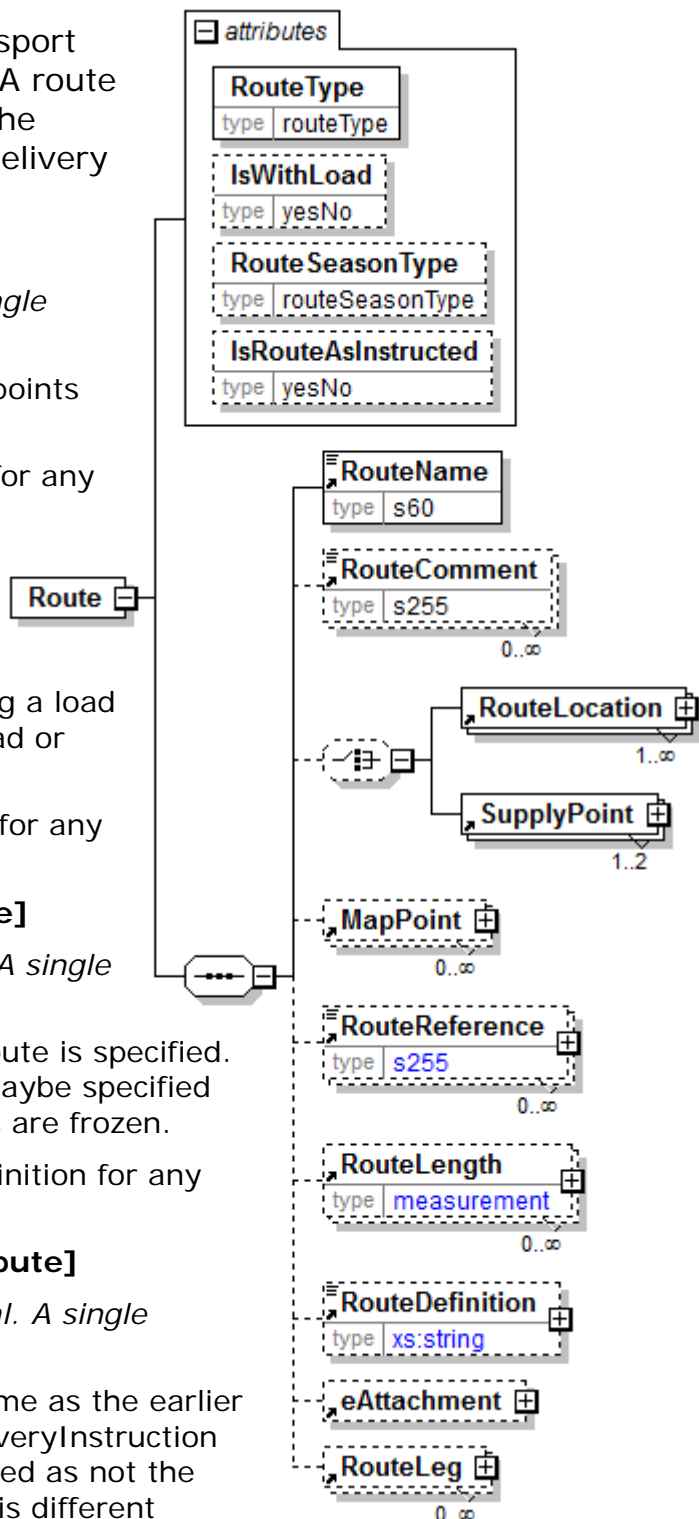 sport
A route
he
elivery
ngle
points
for any
g a load
ad or
for any
e]
A single
oute is specified.
maybe specified
are frozen.
inition for any
oute]
l. A single
me as the earlier
veryInstruction
ed as not the
is different
attributes
RouteType
type routeType
IsWithLoad
type yesNo
RouteSeasonType
type routeSeasonType
IsRouteAsInstructed
type yesNo
Route
RouteName
type s60
RouteComment
type s255
0..∞
RouteLocation
1..∞
SupplyPoint
1..2
MapPoint
0..∞
RouteReference
type s255
0..∞
RouteLength
type measurement
0..∞
RouteDefinition
type xs:string
eAttachment
RouteLeg
0..∞